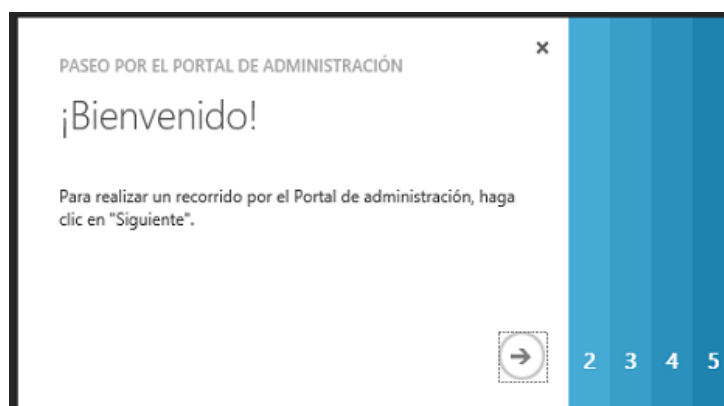 PASEO POR EL PORTAL DE ADMINISTRACIÓN
¡Bienvenido!
Para realizar un recorrido por el Portal de administración, haga
clic en "Siguiente".
2 3 4 5